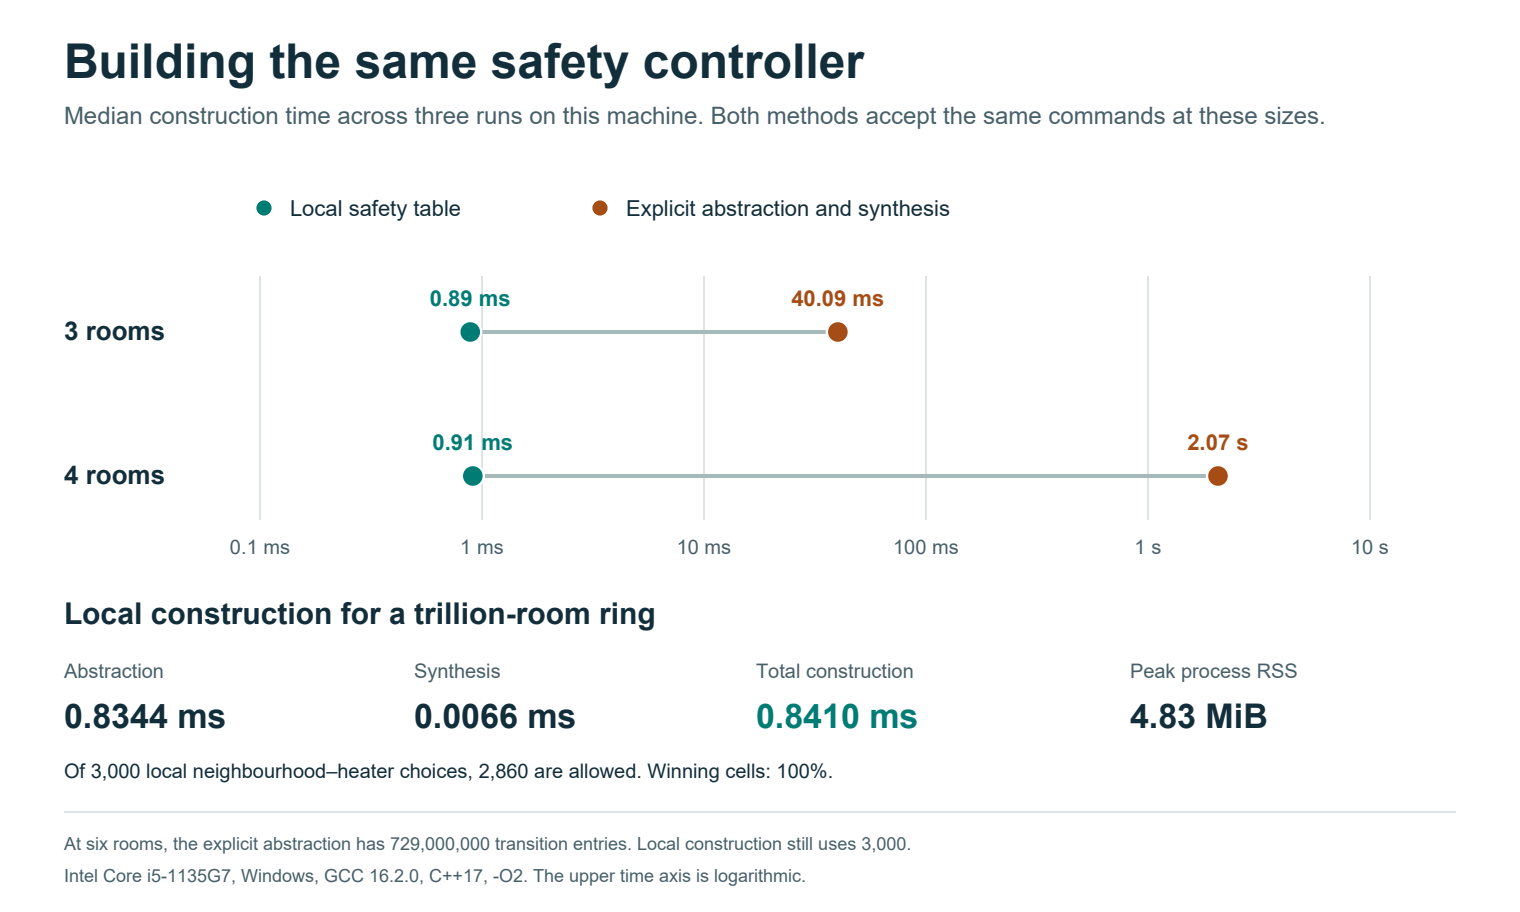 Building the same safety controller
Median construction time across three runs on this machine. Both methods accept the same commands at these sizes.
Local safety table
Explicit abstraction and synthesis
0.89 ms
40.09 ms
3 rooms
0.91 ms
2.07 s
4 rooms
0.1 ms
1 ms
10 ms
100 ms
1 s
10 s
Local construction for a trillion-room ring
Abstraction
Synthesis
Total construction
Peak process RSS
0.8344 ms
0.0066 ms
0.8410 ms
4.83 MiB
Of 3,000 local neighbourhood–heater choices, 2,860 are allowed. Winning cells: 100%.
At six rooms, the explicit abstraction has 729,000,000 transition entries. Local construction still uses 3,000.
Intel Core i5-1135G7, Windows, GCC 16.2.0, C++17, -O2. The upper time axis is logarithmic.